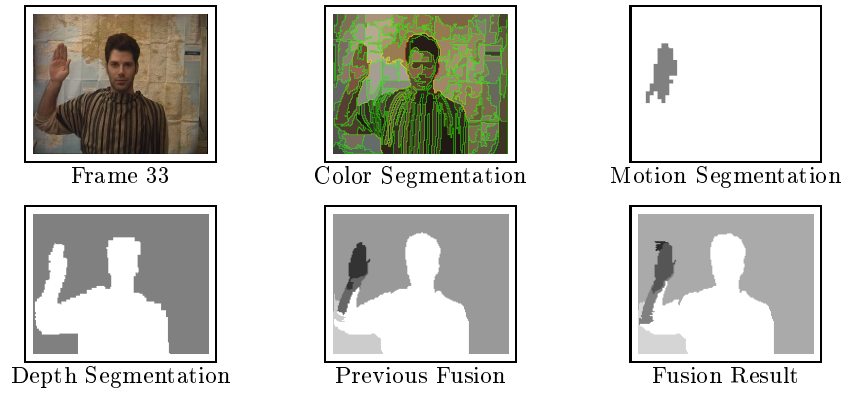 Frame 33
Color Segmentation
Motion Segmentation
Depth Segmentation
Previous Fusion
Fusion Result